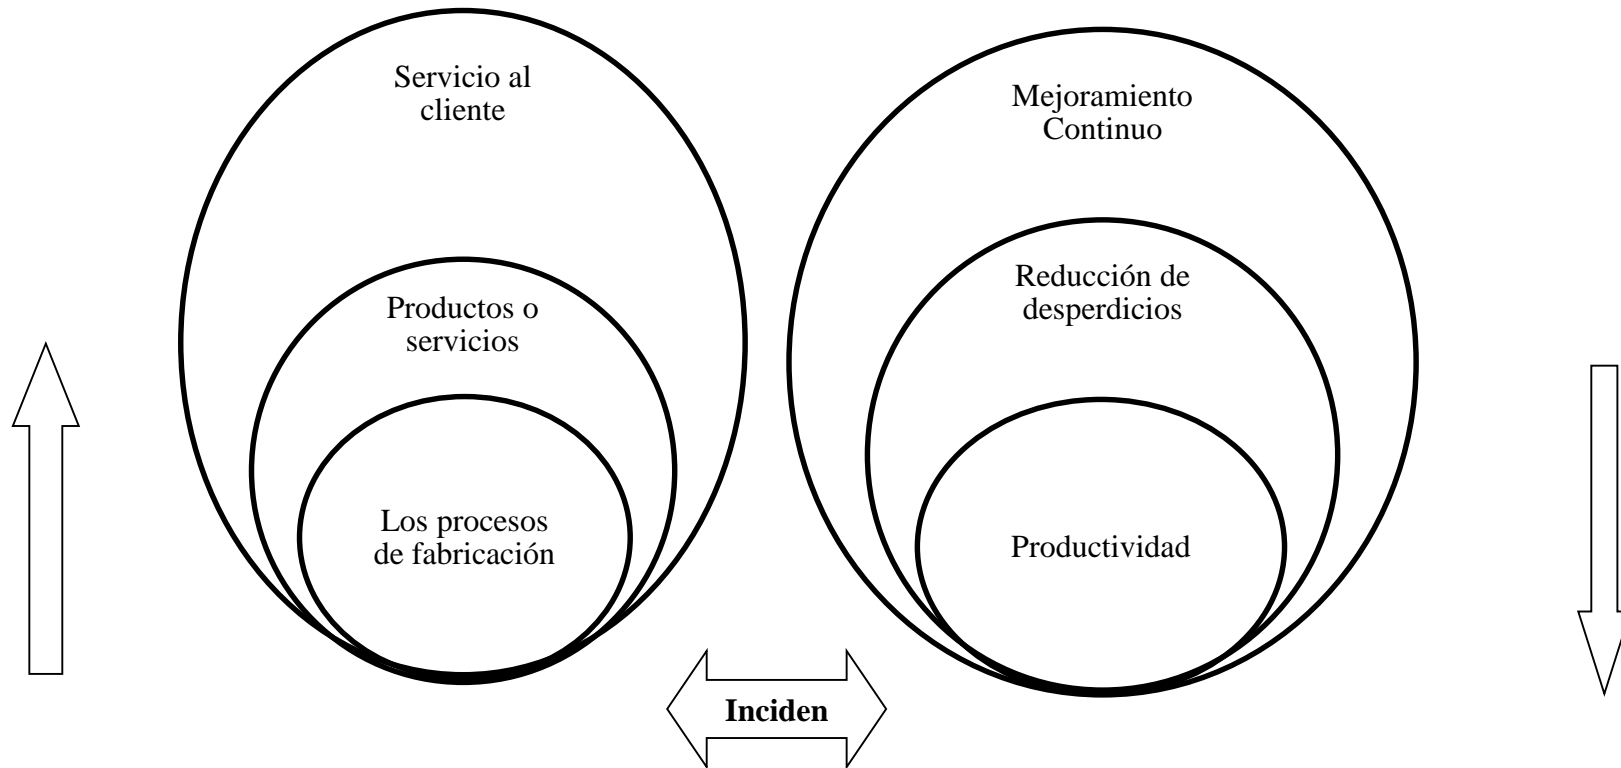 Servicio al
cliente
Productos o
servicios
Los procesos
de fabricación
Mejoramiento
Continuo
Reducción de
desperdicios
Productividad
Inciden